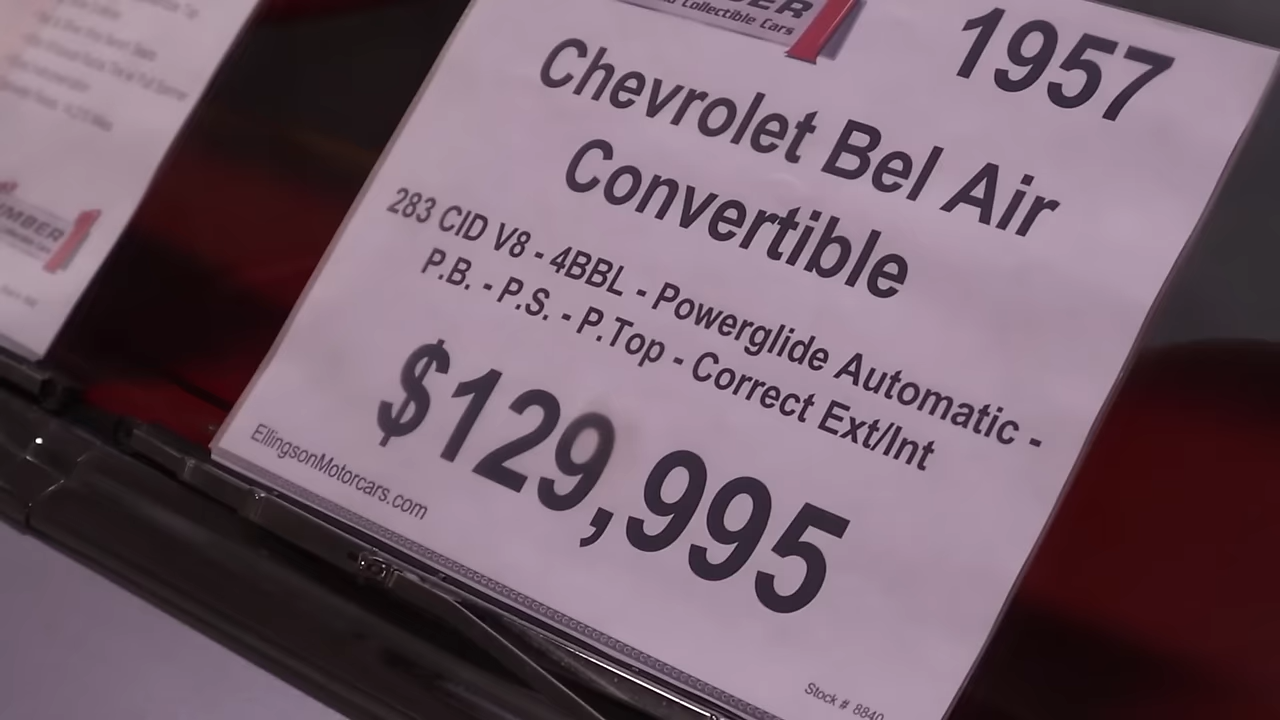 Collectible Cars
1957
Chevrolet Bel Air
Convertible
283 CID V8 - 4BBL - Powerglide Automatic -
P.B. - P.S. - P.Top - Correct Ext/Int
$129,995
EllingsonMotorcars.com
Stock # 8840